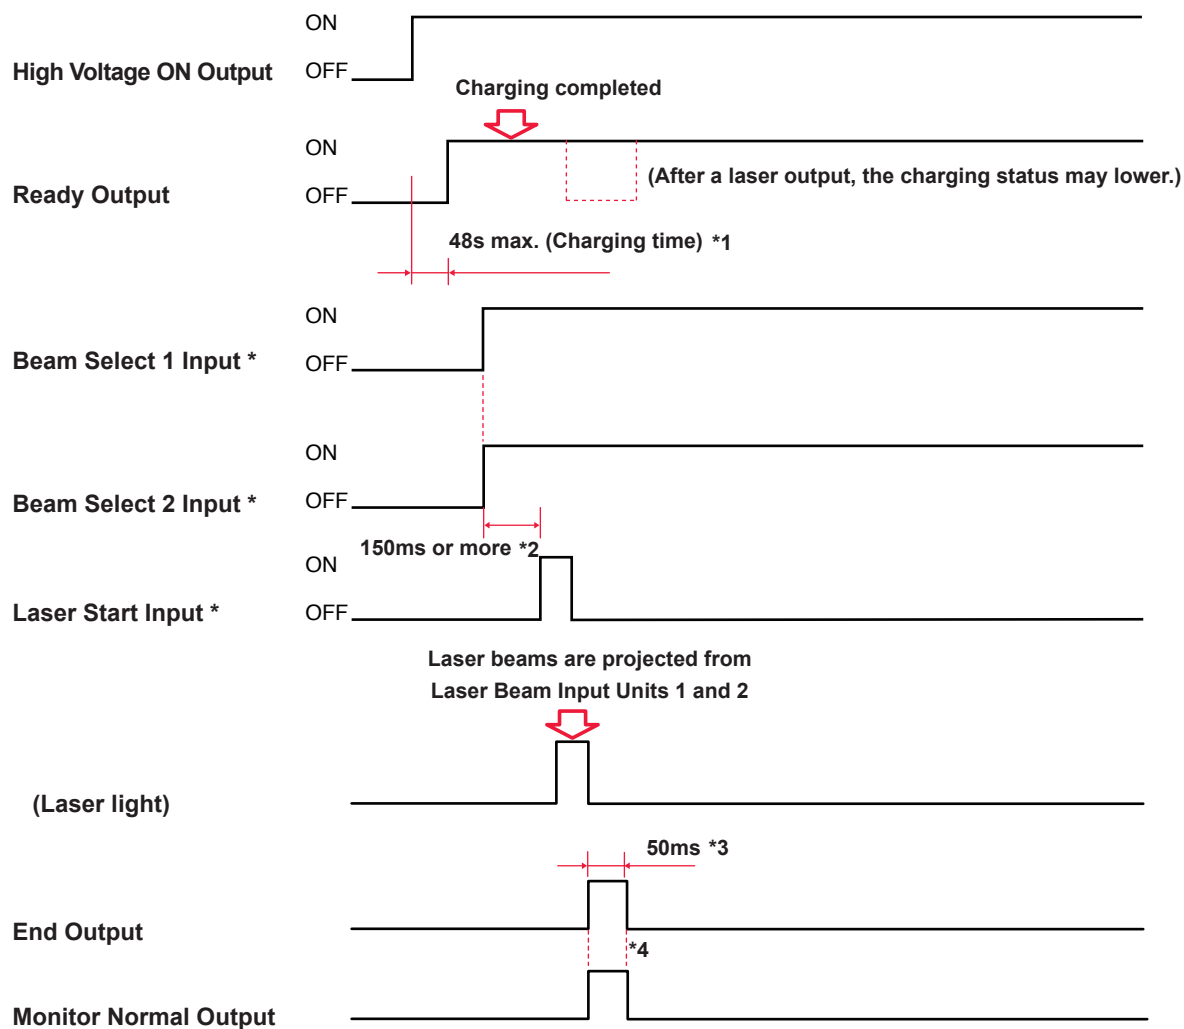 ON
High Voltage ON Output
OFF
Charging completed
ON
(After a laser output, the charging status may lower.)
Ready Output
OFF
48s max. (Charging time) *1
ON
Beam Select 1 Input *
OFF
ON
Beam Select 2 Input *
OFF
150ms or more *2
ON
Laser Start Input *
OFF
Laser beams are projected from
Laser Beam Input Units 1 and 2
(Laser light)
50ms *3
End Output
*4
Monitor Normal Output